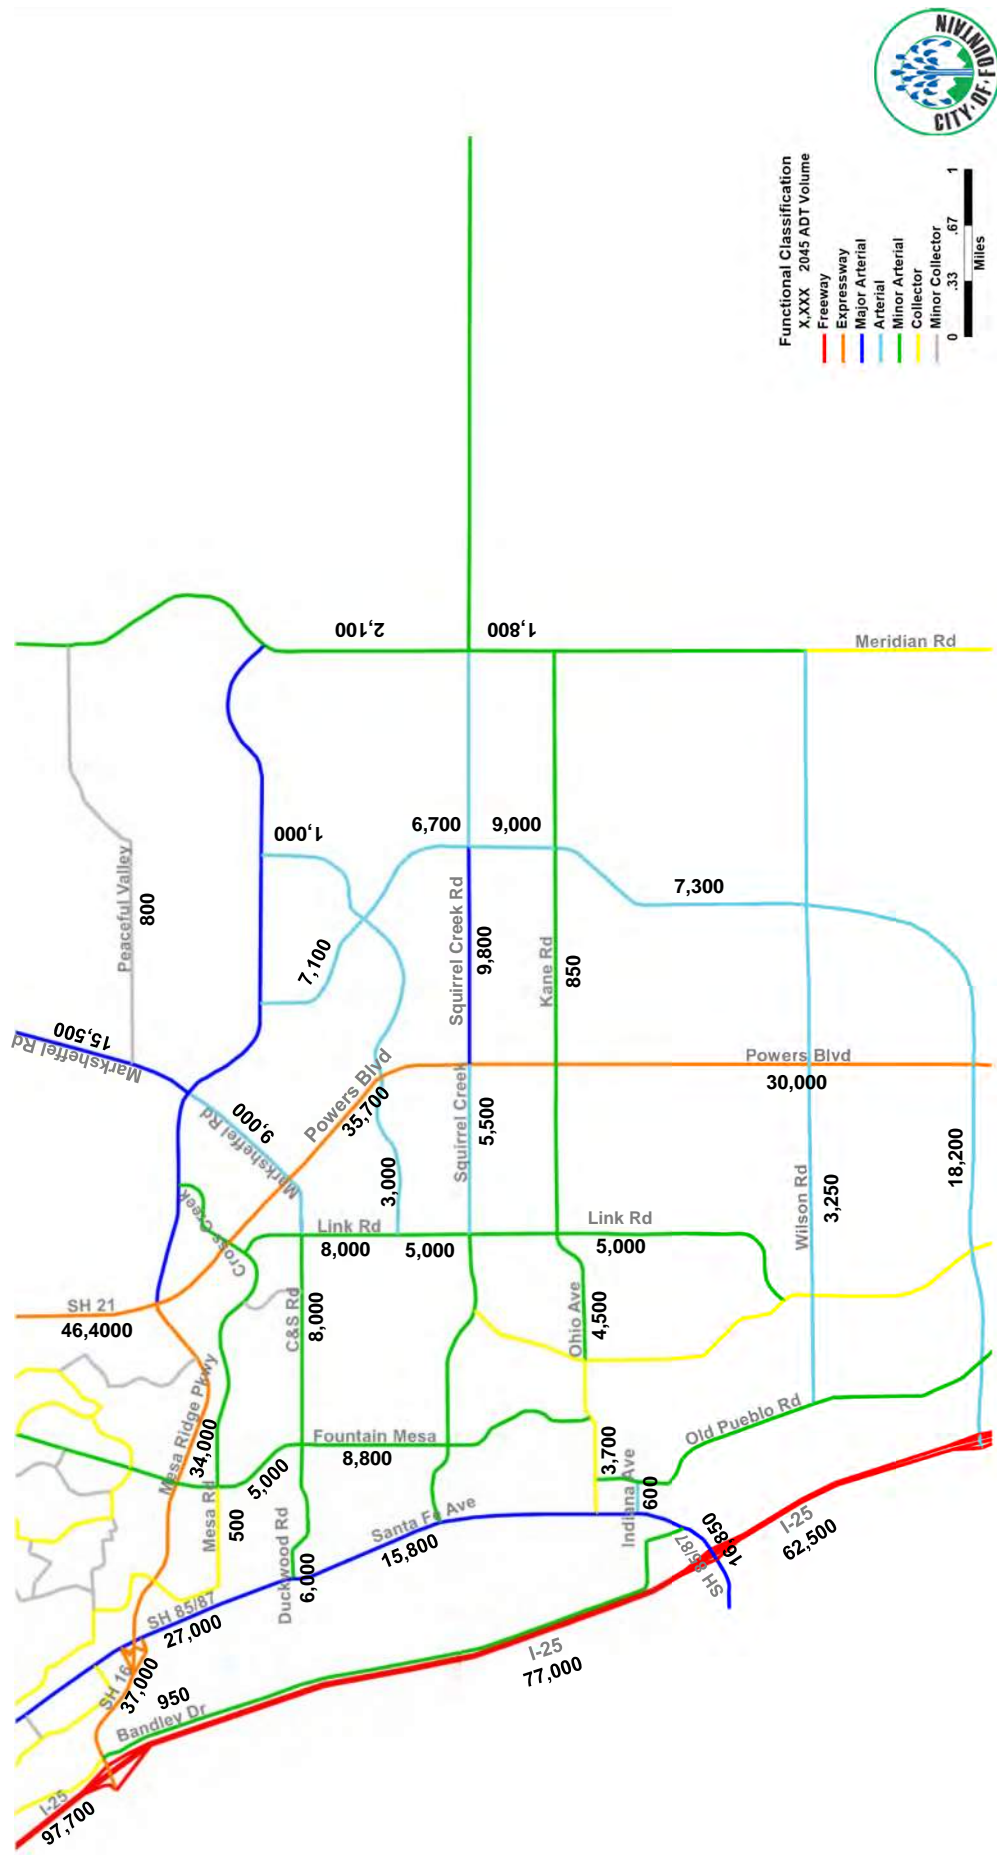 CITY OF FOUNTAIN
Functional Classification
X,XXX 2045 ADT Volume
Freeway
Expressway
Major Arterial
Arterial
Minor Arterial
Collector
Minor Collector
0 .33 .67 1
Miles
2,100
1,800
Meridian Rd
1,000
6,700
9,000
7,300
Peaceful Valley
800
7,100
Squirrel Creek Rd
9,800
Kane Rd
850
15,500
Marksheffel Rd
Powers Blvd
35,700
Powers Blvd
30,000
9,000
Marksheffel Rd
Squirrel Creek
5,500
3,000
18,200
Wilson Rd
3,250
Cross Creek
Link Rd
8,000
5,000
Link Rd
5,000
SH 21
46,4000
C&S Rd
8,000
Ohio Ave
4,500
Mesa Ridge Pkwy
34,000
Fountain Mesa
8,800
5,000
Old Pueblo Rd
3,700
Mesa Rd
500
Indiana Ave
600
Duckwood Rd
6,000
Santa Fe Ave
15,800
16,850
SH 85/87
I-25
62,500
SH 85/87
27,000
SH 16
37,000
950
Bandley Dr
I-25
77,000
I-25
97,700